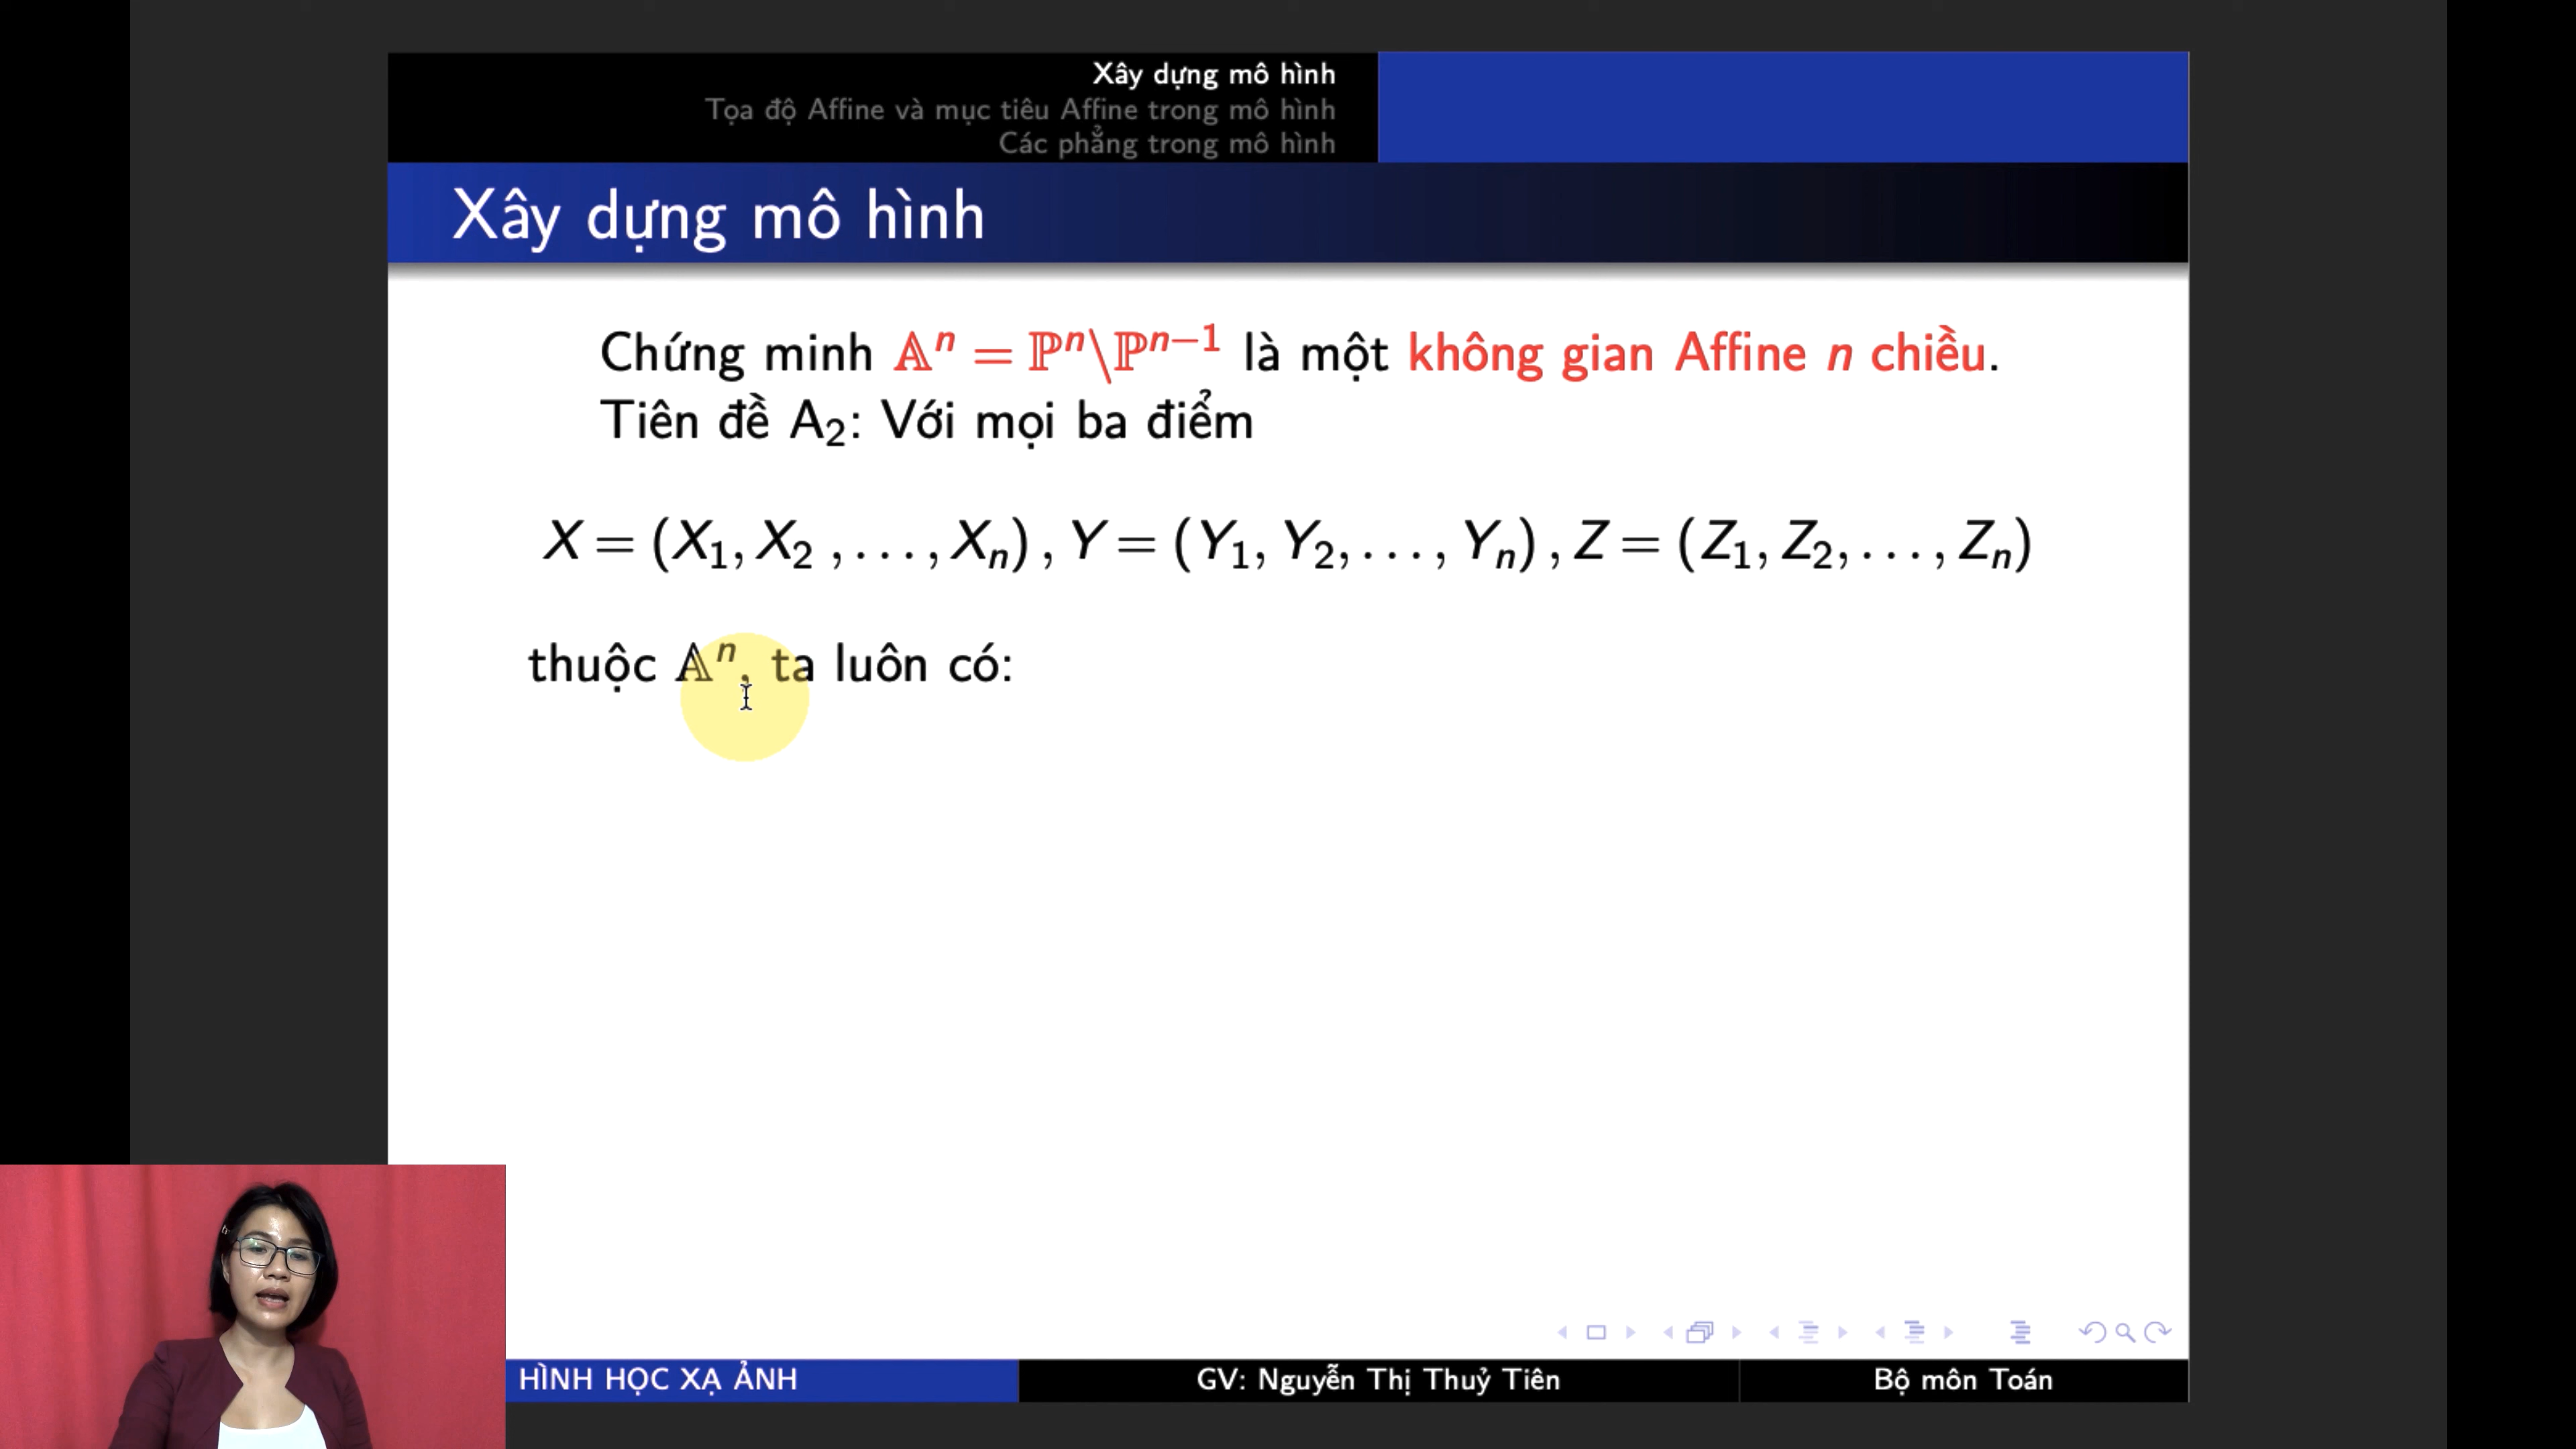 Xây dựng mô hình
Tọa độ Affine và mục tiêu Affine trong mô hình
Các phẳng trong mô hình
Xây dựng mô hình
Chứng minh 𝔸ⁿ = ℙⁿ\ℙⁿ⁻¹ là một không gian Affine n chiều.
Tiên đề A₂: Với mọi ba điểm
X = (X₁, X₂ , . . . , Xₙ) , Y = (Y₁, Y₂, . . . , Yₙ) , Z = (Z₁, Z₂, . . . , Zₙ)
thuộc 𝔸ⁿ, ta luôn có:
HÌNH HỌC XẠ ẢNH
GV: Nguyễn Thị Thuỷ Tiên
Bộ môn Toán